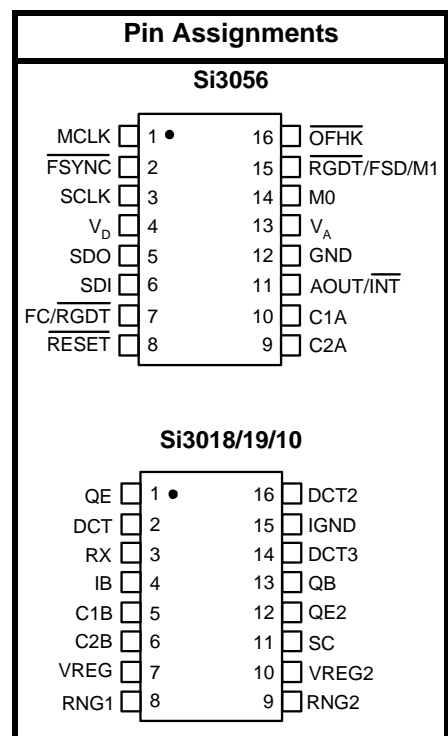 Pin Assignments
Si3056
MCLK 1 16 OFHK
FSYNC 2 15 RGDT/FSD/M1
SCLK 3 14 M0
VD 4 13 VA
SDO 5 12 GND
SDI 6 11 AOUT/INT
FC/RGDT 7 10 C1A
RESET 8 9 C2A
Si3018/19/10
QE 1 16 DCT2
DCT 2 15 IGND
RX 3 14 DCT3
IB 4 13 QB
C1B 5 12 QE2
C2B 6 11 SC
VREG 7 10 VREG2
RNG1 8 9 RNG2